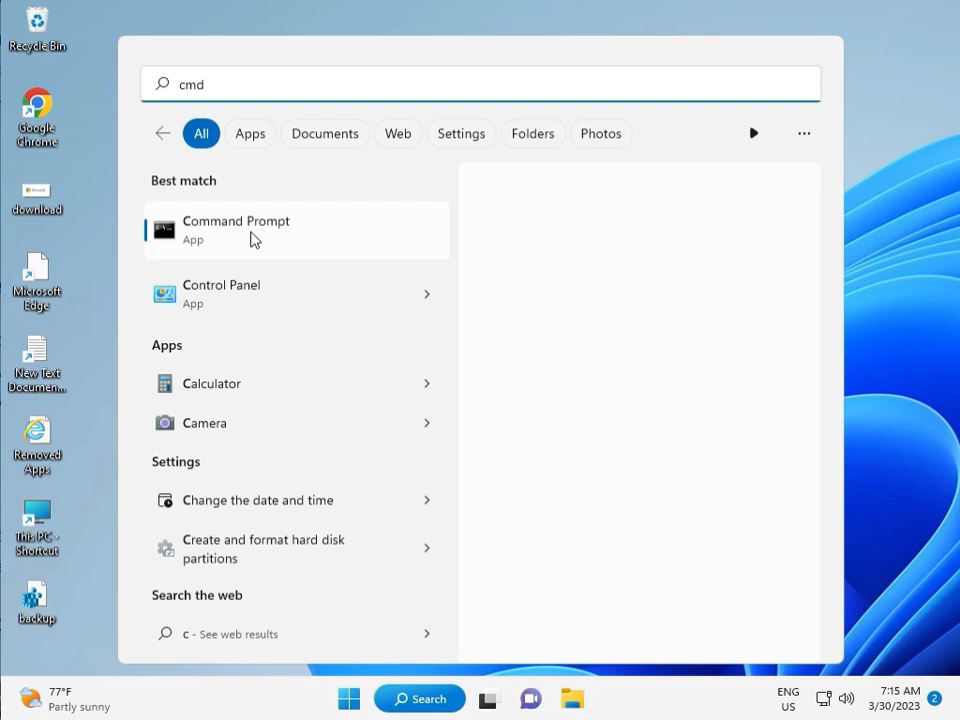 Recycle Bin
Google
Chrome
download
Microsoft
Edge
New Text
Documen...
Removed
Apps
This PC -
Shortcut
backup
cmd
All
Apps
Documents
Web
Settings
Folders
Photos
Best match
Command Prompt
App
Control Panel
App
Apps
Calculator
Camera
Settings
Change the date and time
Create and format hard disk
partitions
Search the web
c - See web results
77°F
Partly sunny
Search
ENG
US
7:15 AM
3/30/2023
2